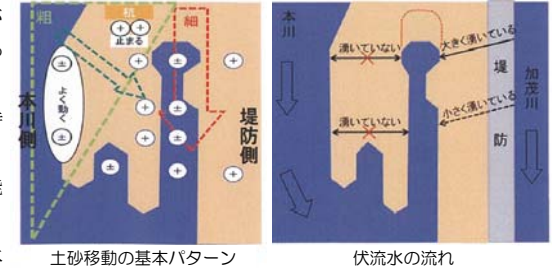 粗
杭
止まる
細
よく動く
本川側
堤防側
土砂移動の基本パターン
本川
湧いていない
大きく湧いている
湧いていない
小さく湧いている
堤防
加茂川
伏流水の流れ